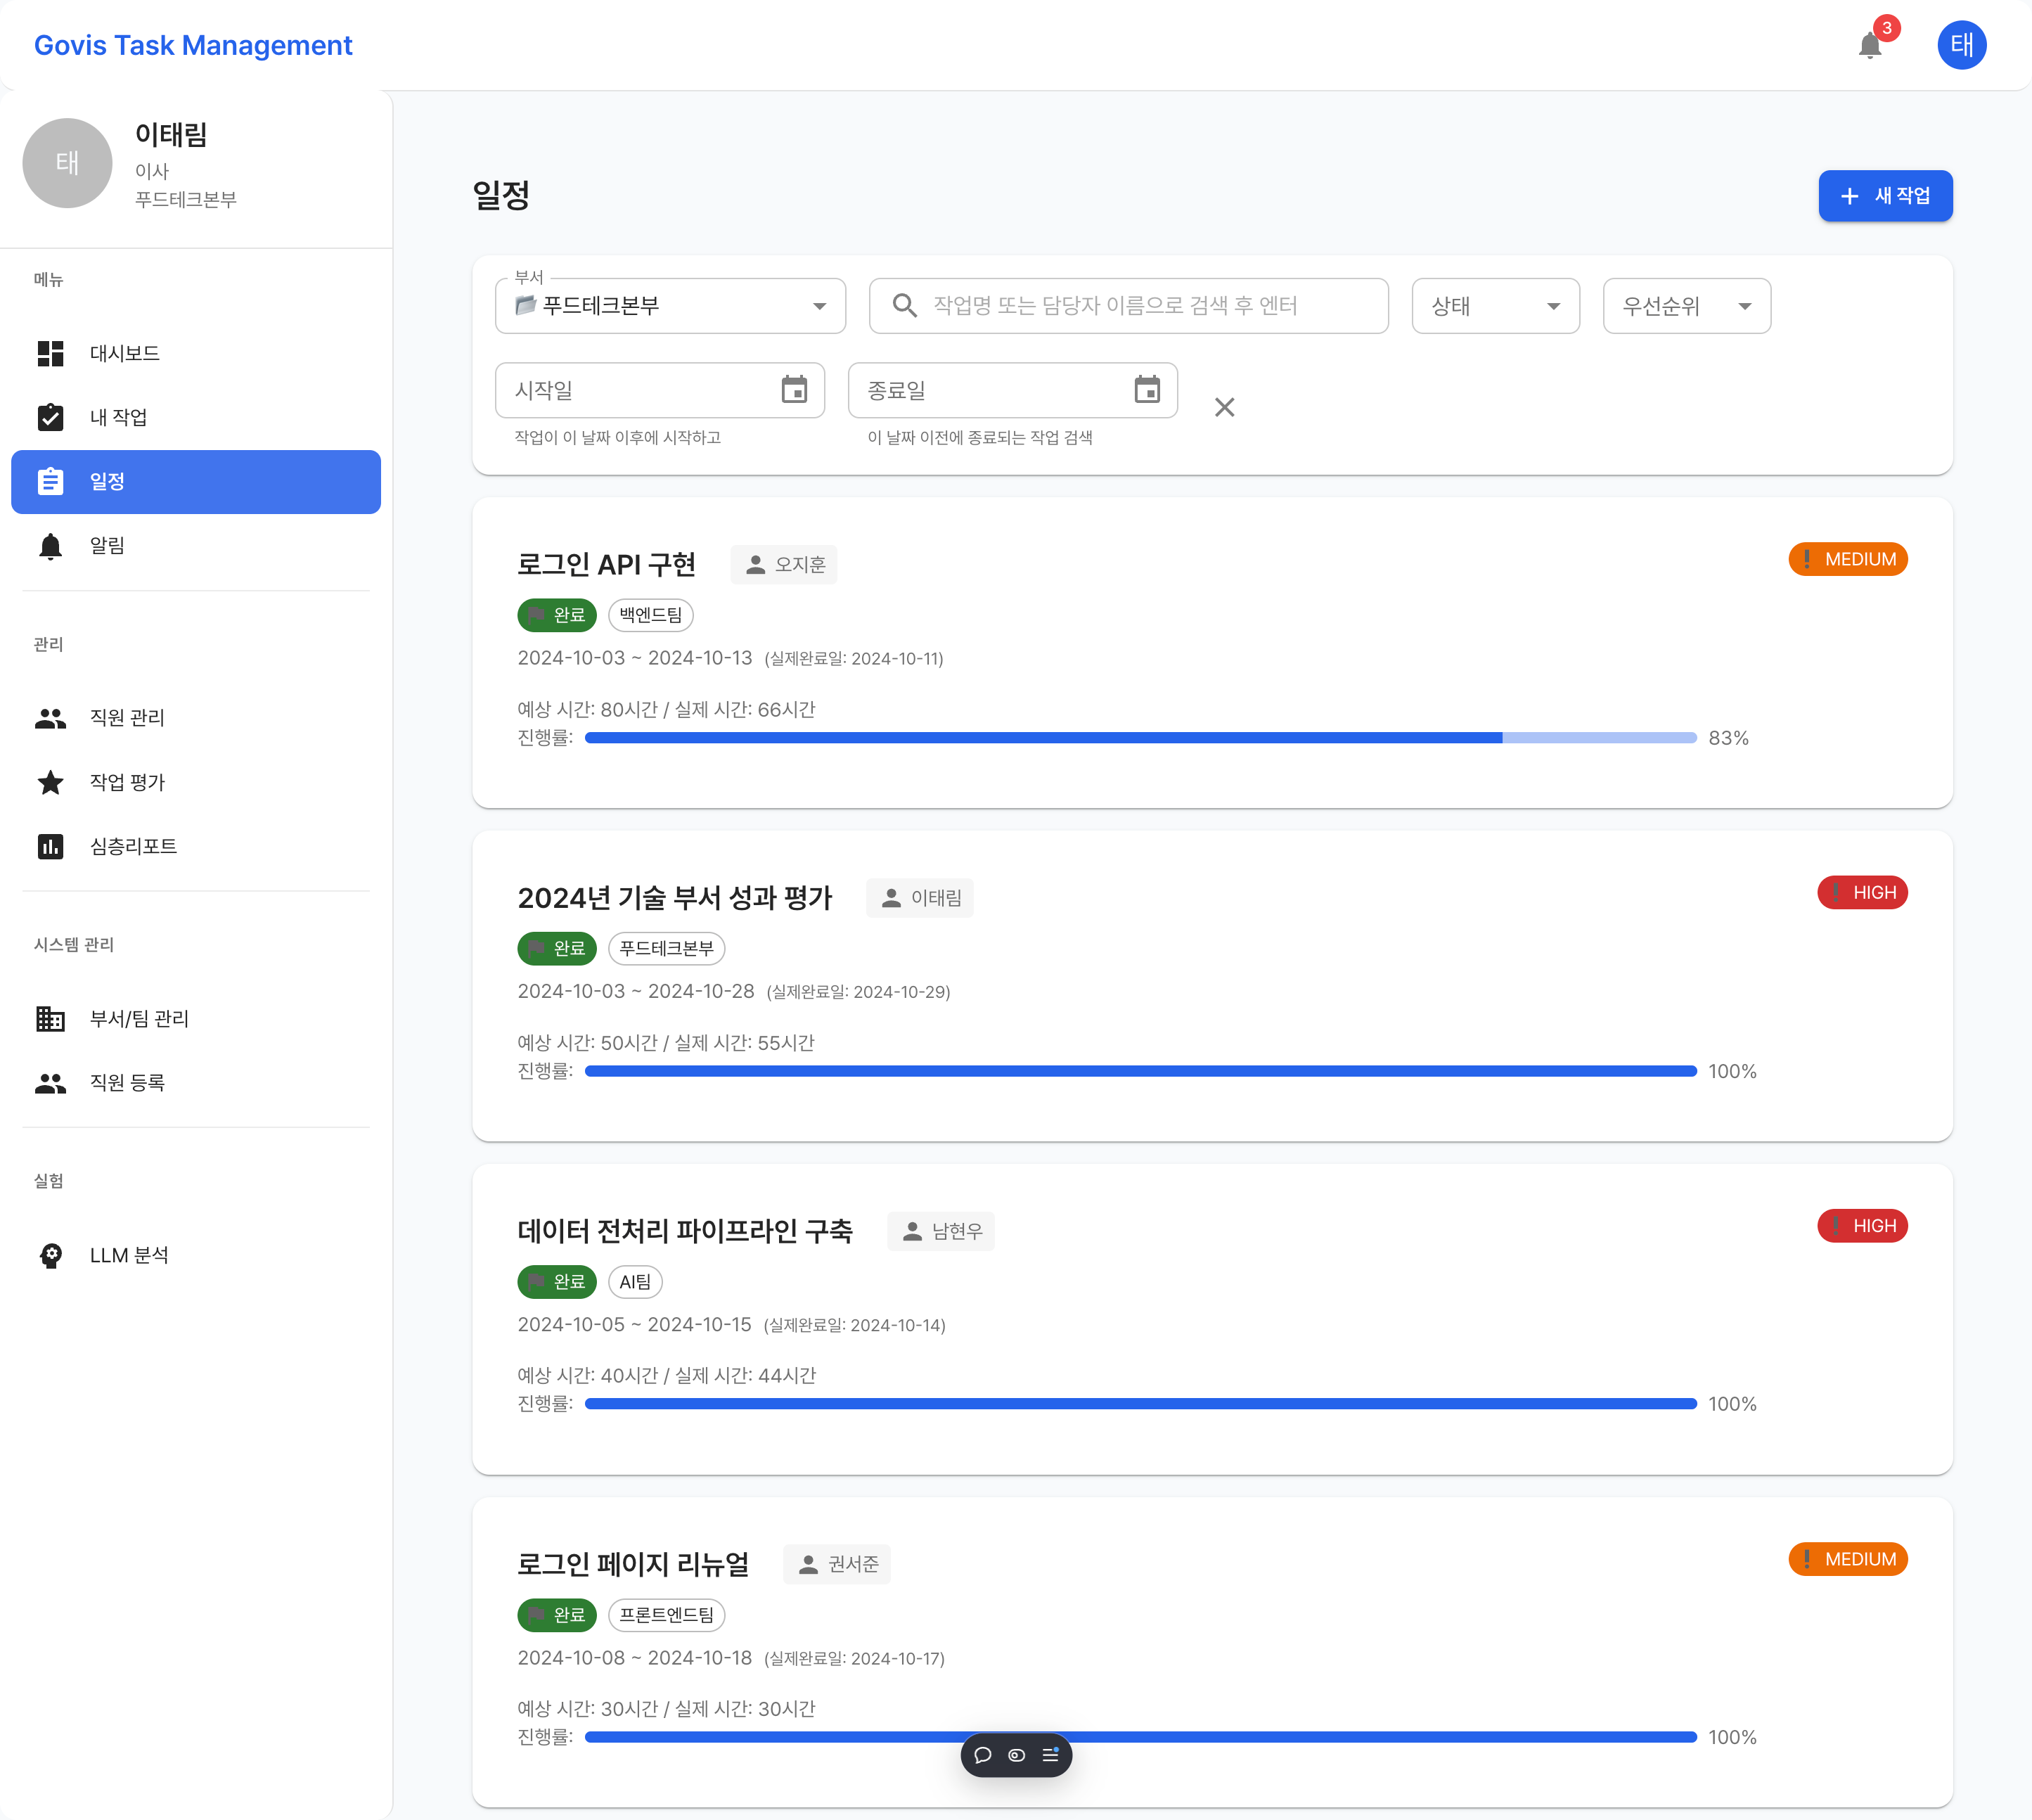 Govis Task Management
3
태
태
이태림
이사
푸드테크본부
메뉴
대시보드
내 작업
일정
알림
관리
직원 관리
작업 평가
심층리포트
시스템 관리
부서/팀 관리
직원 등록
실험
LLM 분석
일정
새 작업
부서
푸드테크본부
작업명 또는 담당자 이름으로 검색 후 엔터
상태
우선순위
시작일
종료일
작업이 이 날짜 이후에 시작하고
이 날짜 이전에 종료되는 작업 검색
로그인 API 구현
오지훈
MEDIUM
완료
백엔드팀
2024-10-03 ~ 2024-10-13 (실제완료일: 2024-10-11)
예상 시간: 80시간 / 실제 시간: 66시간
진행률: 83%
2024년 기술 부서 성과 평가
이태림
HIGH
완료
푸드테크본부
2024-10-03 ~ 2024-10-28 (실제완료일: 2024-10-29)
예상 시간: 50시간 / 실제 시간: 55시간
진행률: 100%
데이터 전처리 파이프라인 구축
남현우
HIGH
완료
AI팀
2024-10-05 ~ 2024-10-15 (실제완료일: 2024-10-14)
예상 시간: 40시간 / 실제 시간: 44시간
진행률: 100%
로그인 페이지 리뉴얼
권서준
MEDIUM
완료
프론트엔드팀
2024-10-08 ~ 2024-10-18 (실제완료일: 2024-10-17)
예상 시간: 30시간 / 실제 시간: 30시간
진행률: 100%